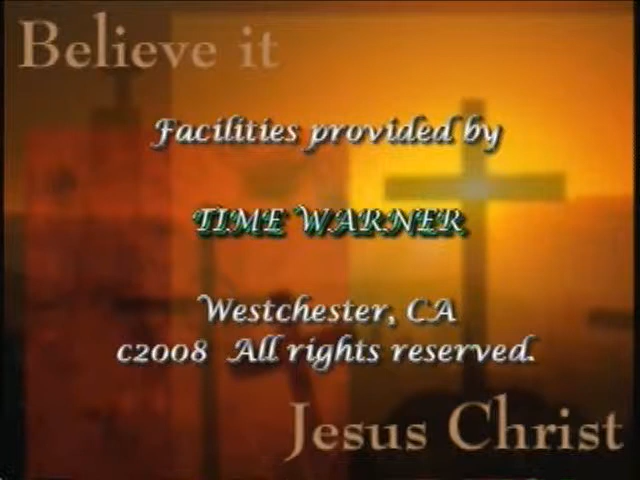 Believe it
Facilities provided by
TIME WARNER
Westchester, CA
c2008 All rights reserved.
Jesus Christ